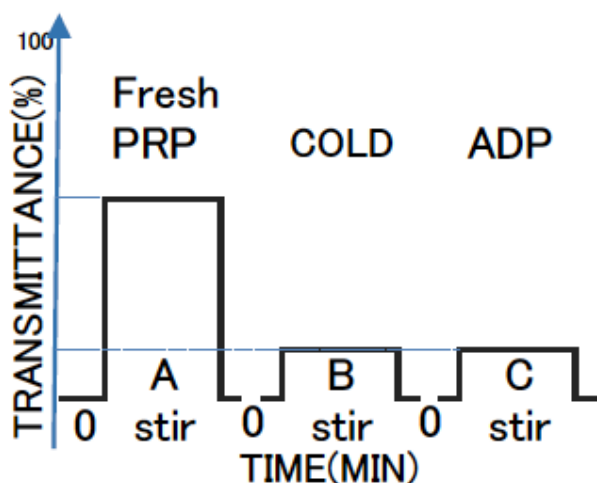 100
TRANSMITTANCE(%)
Fresh
PRP
COLD
ADP
A
B
C
0
stir
0
stir
0
stir
TIME(MIN)